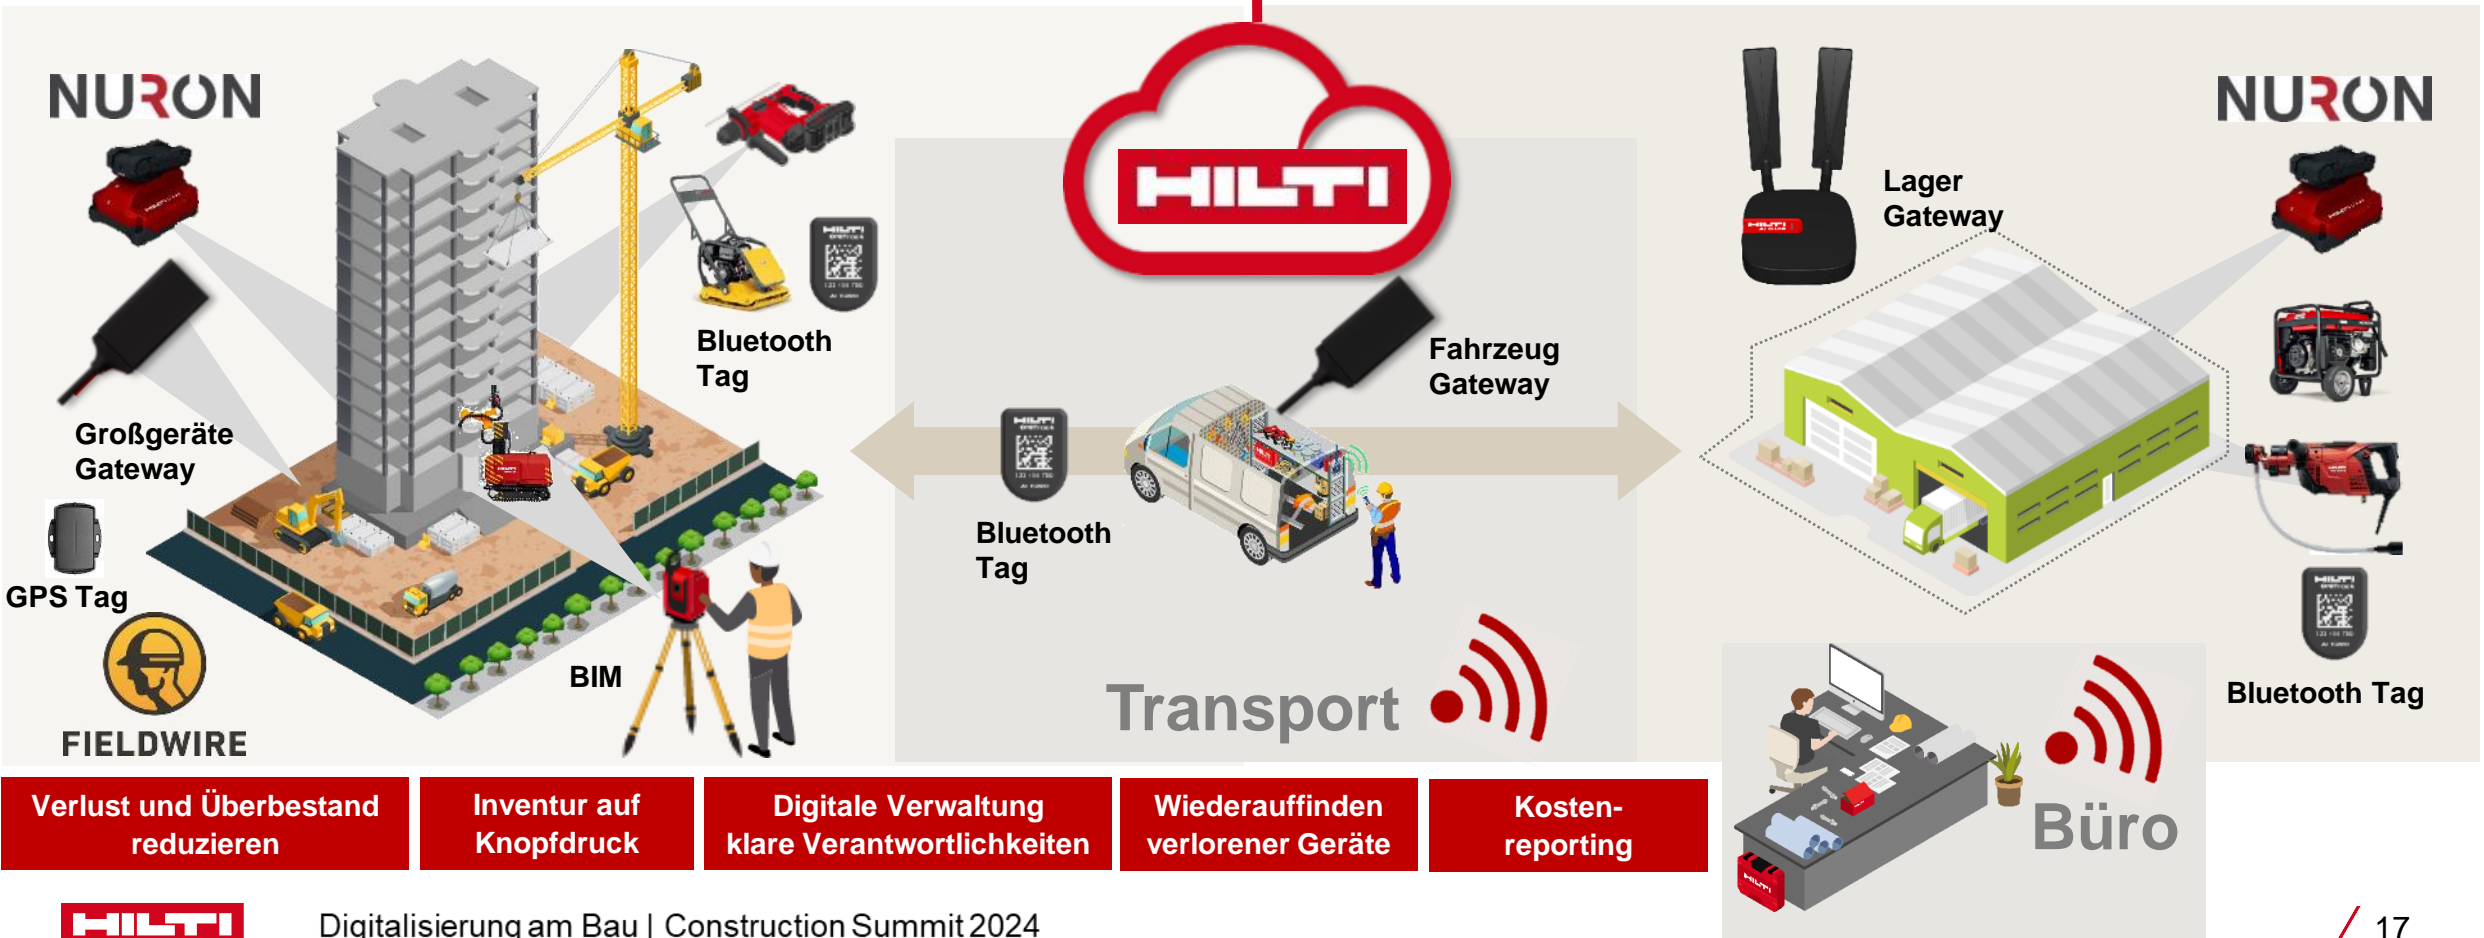 NURON
HILTI
NURON
Lager
Gateway
Bluetooth
Tag
Fahrzeug
Gateway
Großgeräte
Gateway
Bluetooth
Tag
GPS Tag
BIM
FIELDWIRE
Transport
Bluetooth Tag
Büro
Verlust und Überbestand
reduzieren
Inventur auf
Knopfdruck
Digitale Verwaltung
klare Verantwortlichkeiten
Wiederauffinden
verlorener Geräte
Kosten-
reporting
HILTI
Digitalisierung am Bau | Construction Summit 2024
17